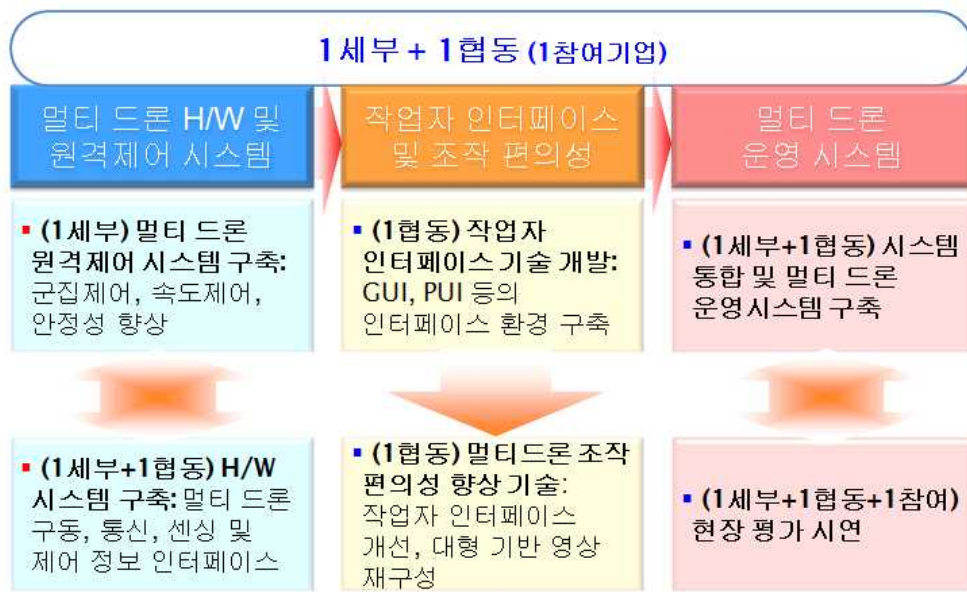 1세부 + 1협동 (1참여기업)
멀티 드론 H/W 및
원격제어 시스템
작업자 인터페이스
및 조작 편의성
멀티 드론
운영 시스템
▪ (1세부) 멀티 드론
원격제어 시스템 구축:
군집제어, 속도제어,
안정성 향상
▪ (1협동) 작업자
인터페이스 기술 개발:
GUI, PUI 등의
인터페이스 환경 구축
▪ (1세부+1협동) 시스템
통합 및 멀티 드론
운영시스템 구축
▪ (1세부+1협동) H/W
시스템 구축: 멀티 드론
구동, 통신, 센싱 및
제어 정보 인터페이스
▪ (1협동) 멀티드론 조작
편의성 향상 기술:
작업자 인터페이스
개선, 대형 기반 영상
재구성
▪ (1세부+1협동+1참여)
현장 평가 시연